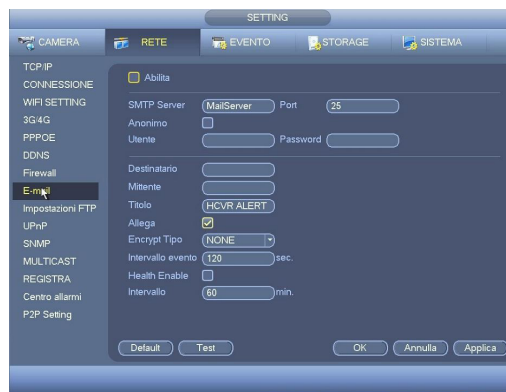 SETTING
CAMERA RETE EVENTO STORAGE SISTEMA
TCP/IP
CONNESSIONE
WIFI SETTING
3G/4G
PPPOE
DDNS
Firewall
E-mail
Impostazioni FTP
UPnP
SNMP
MULTICAST
REGISTRA
Centro allarmi
P2P Setting
Abilita
SMTP Server MailServer Port 25
Anonimo
Utente Password
Destinatario
Mittente
Titolo HCVR ALERT
Allega
Encrypt Tipo NONE
Intervallo evento 120 sec.
Health Enable
Intervallo 60 min.
Default Test OK Annulla Applica